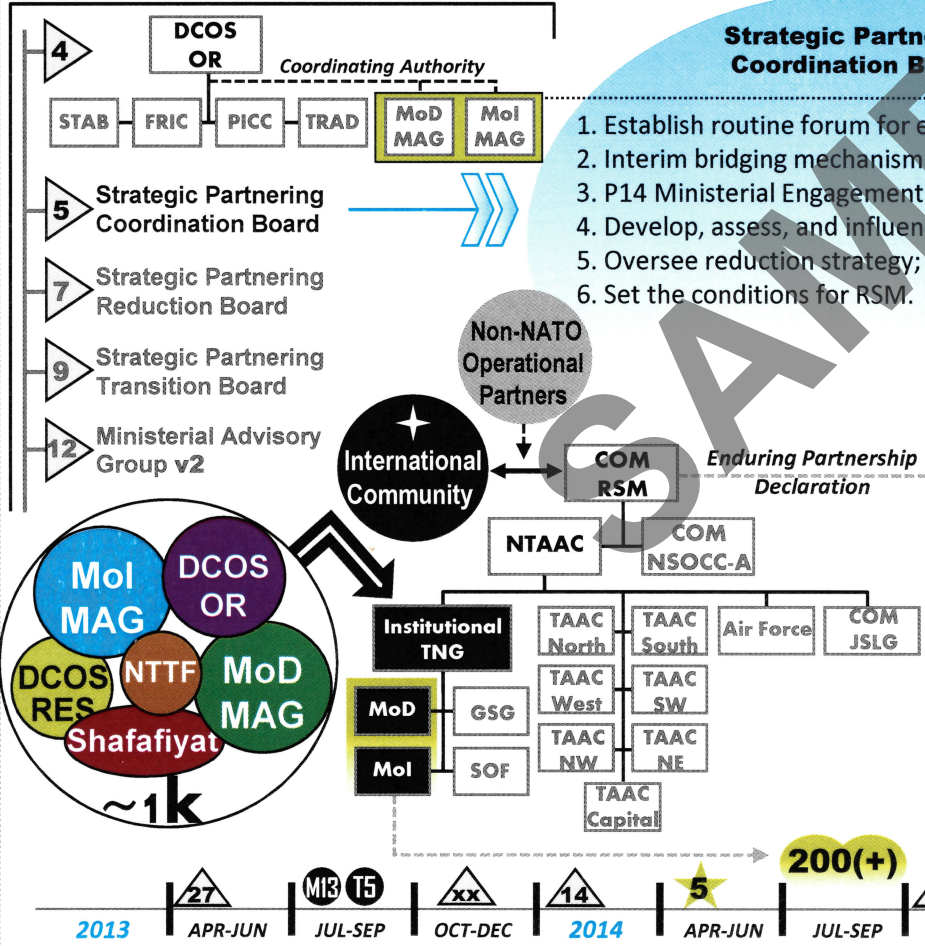 4
DCOS
OR
Coordinating Authority
STAB
FRIC
PICC
TRAD
MoD
MAG
MoI
MAG
5
Strategic Partnering
Coordination Board
7
Strategic Partnering
Reduction Board
9
Strategic Partnering
Transition Board
12
Ministerial Advisory
Group v2
Strategic Partne
Coordination B
1. Establish routine forum for e
2. Interim bridging mechanism
3. P14 Ministerial Engagement
4. Develop, assess, and influen
5. Oversee reduction strategy;
6. Set the conditions for RSM.
SAM
Non-NATO
Operational
Partners
International
Community
COM
RSM
Enduring Partnership
Declaration
NTAAC
COM
NSOCC-A
Institutional
TNG
MoD
GSG
MoI
SOF
TAAC
North
TAAC
South
TAAC
West
TAAC
SW
TAAC
NW
TAAC
NE
TAAC
Capital
Air Force
COM
JSLG
MoI
MAG
DCOS
OR
DCOS
RES
NTTF
MoD
MAG
Shafafiyat
~1k
200(+)
27
M13
T5
xx
14
5
2013
APR-JUN
JUL-SEP
OCT-DEC
2014
APR-JUN
JUL-SEP